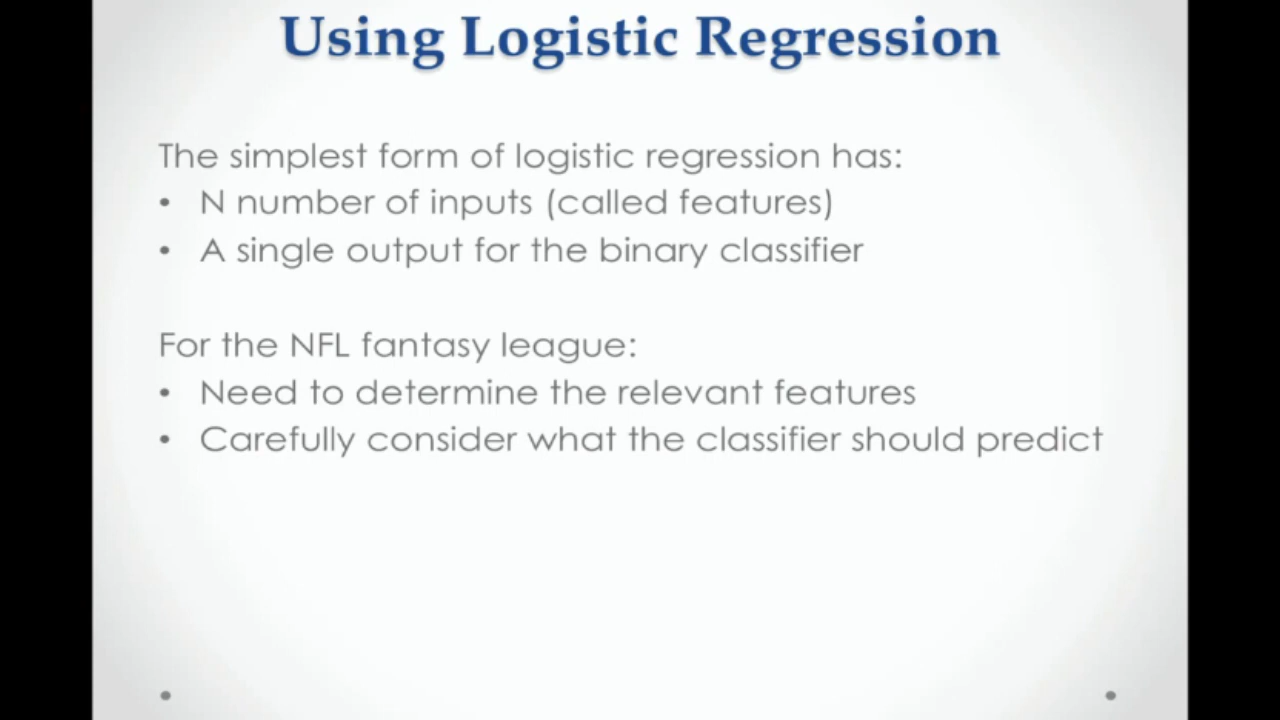 Using Logistic Regression
The simplest form of logistic regression has:
• N number of inputs (called features)
• A single output for the binary classifier
For the NFL fantasy league:
• Need to determine the relevant features
• Carefully consider what the classifier should predict